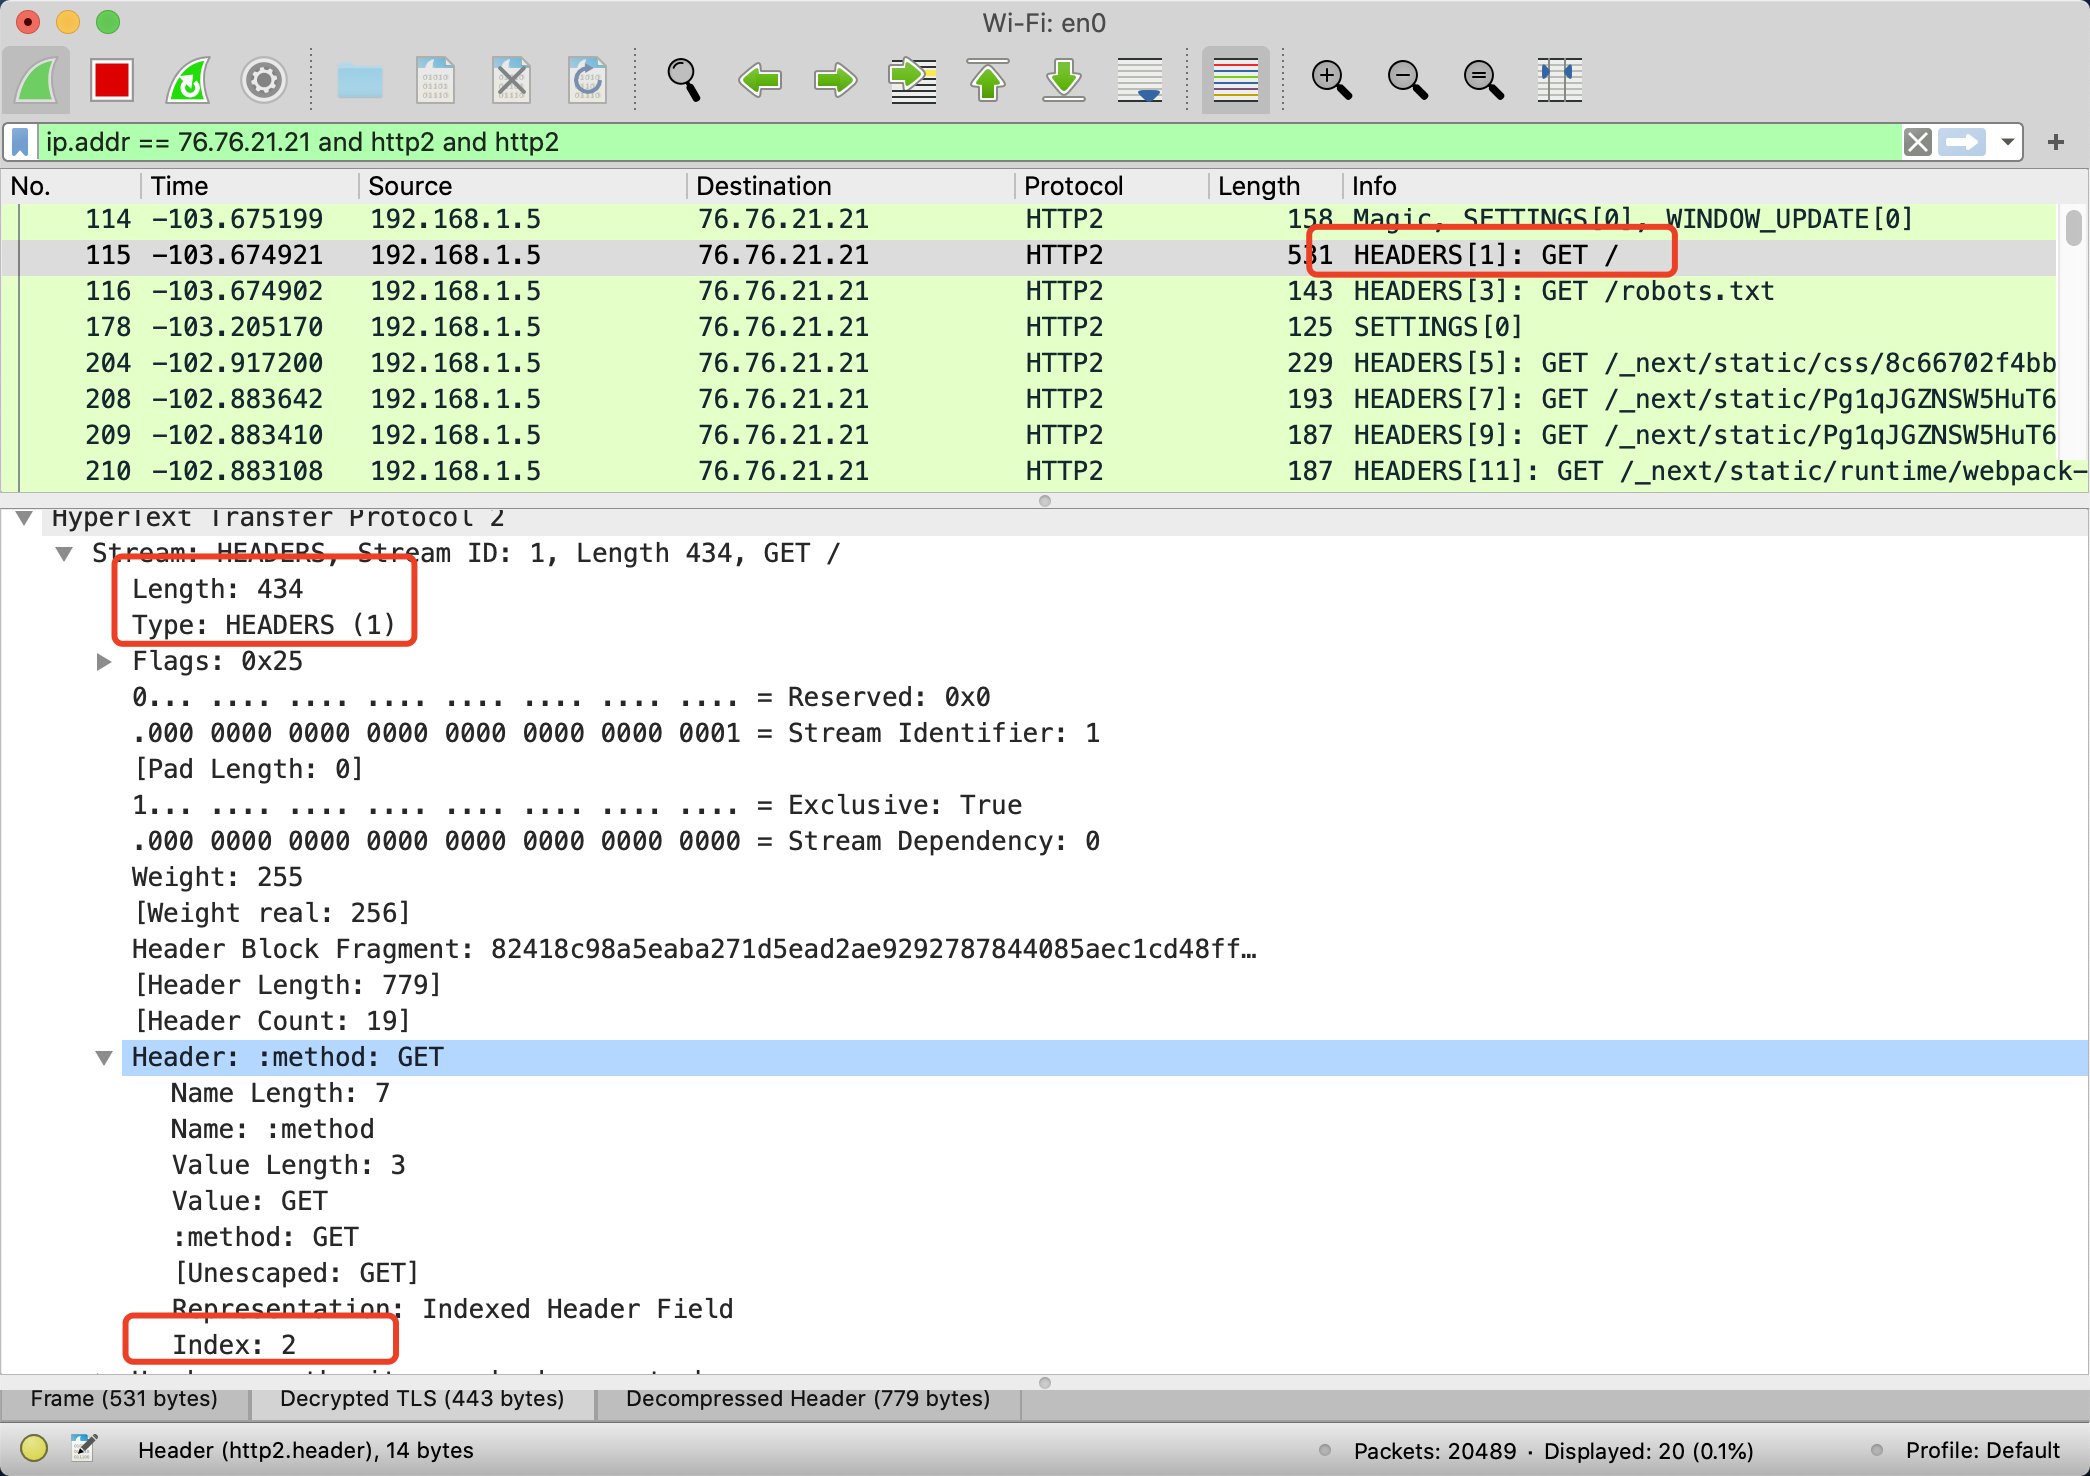 Wi-Fi: en0
ip.addr == 76.76.21.21 and http2 and http2
No. Time Source Destination Protocol Length Info
114 -103.675199 192.168.1.5 76.76.21.21 HTTP2 158 Magic, SETTINGS[0], WINDOW_UPDATE[0]
115 -103.674921 192.168.1.5 76.76.21.21 HTTP2 531 HEADERS[1]: GET /
116 -103.674902 192.168.1.5 76.76.21.21 HTTP2 143 HEADERS[3]: GET /robots.txt
178 -103.205170 192.168.1.5 76.76.21.21 HTTP2 125 SETTINGS[0]
204 -102.917200 192.168.1.5 76.76.21.21 HTTP2 229 HEADERS[5]: GET /_next/static/css/8c66702f4bb
208 -102.883642 192.168.1.5 76.76.21.21 HTTP2 193 HEADERS[7]: GET /_next/static/Pg1qJGZNSW5HuT6
209 -102.883410 192.168.1.5 76.76.21.21 HTTP2 187 HEADERS[9]: GET /_next/static/Pg1qJGZNSW5HuT6
210 -102.883108 192.168.1.5 76.76.21.21 HTTP2 187 HEADERS[11]: GET /_next/static/runtime/webpack-
HyperText Transfer Protocol 2
Stream: HEADERS, Stream ID: 1, Length 434, GET /
Length: 434
Type: HEADERS (1)
Flags: 0x25
0... .... .... .... .... .... .... .... = Reserved: 0x0
.000 0000 0000 0000 0000 0000 0000 0001 = Stream Identifier: 1
[Pad Length: 0]
1... .... .... .... .... .... .... .... = Exclusive: True
.000 0000 0000 0000 0000 0000 0000 0000 = Stream Dependency: 0
Weight: 255
[Weight real: 256]
Header Block Fragment: 82418c98a5eaba271d5ead2ae9292787844085aec1cd48ff…
[Header Length: 779]
[Header Count: 19]
Header: :method: GET
Name Length: 7
Name: :method
Value Length: 3
Value: GET
:method: GET
[Unescaped: GET]
Representation: Indexed Header Field
Index: 2
Frame (531 bytes) Decrypted TLS (443 bytes) Decompressed Header (779 bytes)
Header (http2.header), 14 bytes Packets: 20489 · Displayed: 20 (0.1%) Profile: Default